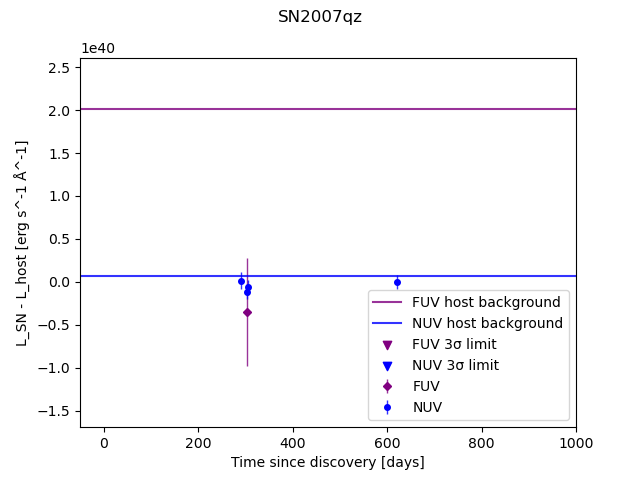 SN2007qz
1e40
2.5
2.0
1.5
1.0
0.5
0.0
−0.5
−1.0
−1.5
L_SN - L_host [erg s^-1 Å^-1]
FUV host background
NUV host background
FUV 3σ limit
NUV 3σ limit
FUV
NUV
0 200 400 600 800 1000
Time since discovery [days]